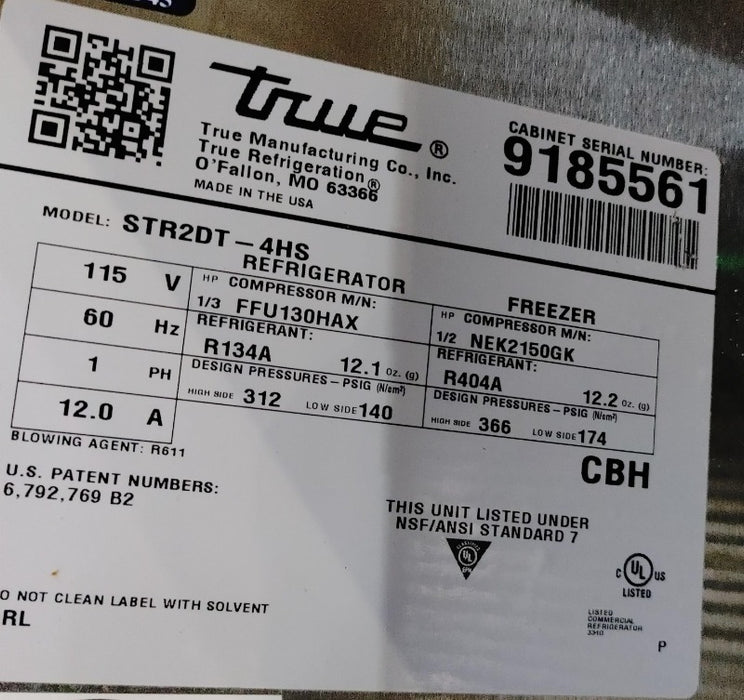 true®
True Manufacturing Co., Inc.
True Refrigeration®
O'Fallon, MO 63366
MADE IN THE USA
CABINET SERIAL NUMBER:
9185561
MODEL: STR2DT-4HS
REFRIGERATOR
115 V
60 Hz
1 PH
12.0 A
HP COMPRESSOR M/N:
1/3 FFU130HAX
REFRIGERANT:
R134A 12.1 oz. (g)
DESIGN PRESSURES-PSIG (N/cm²)
HIGH SIDE 312 LOW SIDE 140
FREEZER
HP COMPRESSOR M/N:
1/2 NEK2150GK
REFRIGERANT:
R404A 12.2 oz. (g)
DESIGN PRESSURES-PSIG (N/cm²)
HIGH SIDE 366 LOW SIDE 174
BLOWING AGENT: R611
CBH
U.S. PATENT NUMBERS:
6,792,769 B2
THIS UNIT LISTED UNDER
NSF/ANSI STANDARD 7
CLASSIFIED
UL
EPH
C UL US
LISTED
LISTED
COMMERCIAL
REFRIGERATOR
P
O NOT CLEAN LABEL WITH SOLVENT
RL